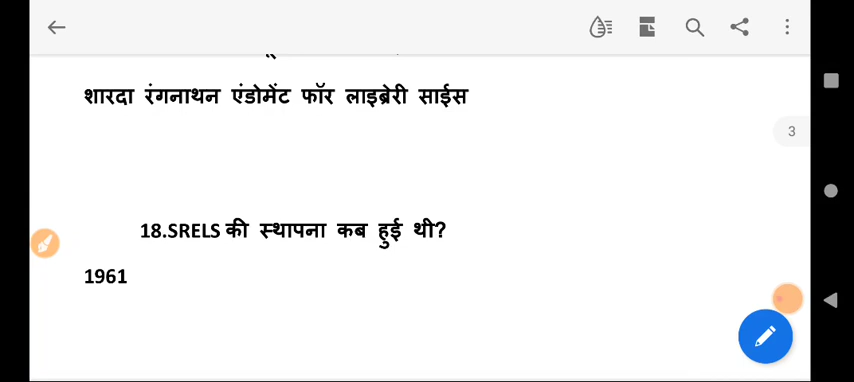 शारदा रंगनाथन एंडोमेंट फॉर लाइब्रेरी साईस
3
18.SRELS की स्थापना कब हुई थी?
1961